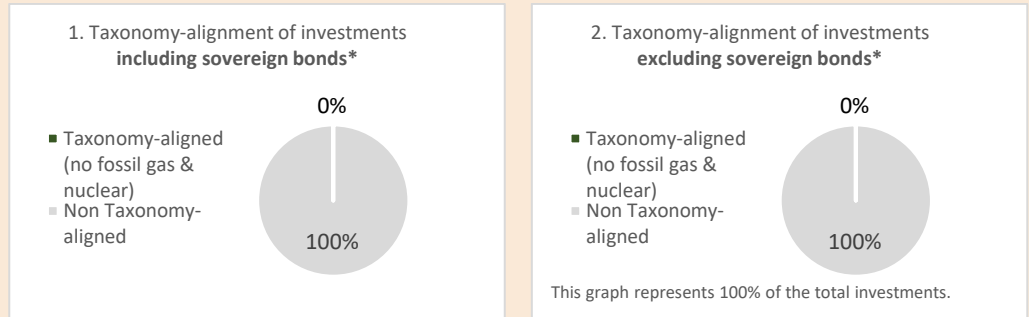 1. Taxonomy-alignment of investments
including sovereign bonds*
0%
Taxonomy-aligned
(no fossil gas &
nuclear)
Non Taxonomy-
aligned
100%
2. Taxonomy-alignment of investments
excluding sovereign bonds*
0%
Taxonomy-aligned
(no fossil gas &
nuclear)
Non Taxonomy-
aligned
100%
This graph represents 100% of the total investments.